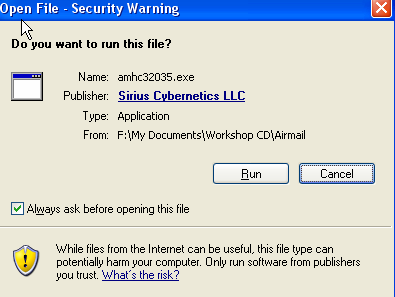 Open File - Security Warning
Do you want to run this file?
Name: amhc32035.exe
Publisher: Sirius Cybernetics LLC
Type: Application
From: F:\My Documents\Workshop CD\Airmail
Run Cancel
Always ask before opening this file
While files from the Internet can be useful, this file type can
potentially harm your computer. Only run software from publishers
you trust. What's the risk?